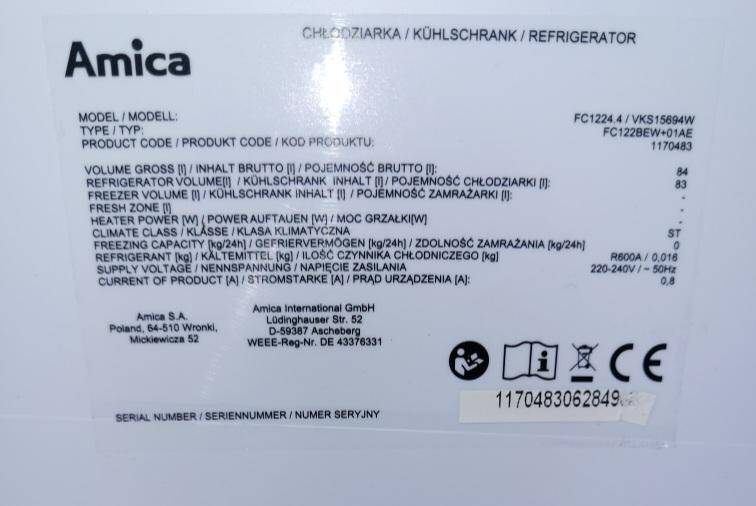 CHŁODZIARKA / KÜHLSCHRANK / REFRIGERATOR
Amica
MODEL / MODELL: FC1224.4 / VKS15694W
TYPE / TYP: FC122BEW+01AE
PRODUCT CODE / PRODUKT CODE / KOD PRODUKTU: 1170483
VOLUME GROSS [l] / INHALT BRUTTO [l] / POJEMNOŚĆ BRUTTO [l]: 84
REFRIGERATOR VOLUME[l] / KÜHLSCHRANK INHALT [l] / POJEMNOŚĆ CHŁODZIARKI [l]: 83
FREEZER VOLUME [l] / KÜHLSCHRANK INHALT [l] / POJEMNOŚĆ ZAMRAŻARKI [l]: -
FRESH ZONE [l] -
HEATER POWER [W] / POWERAUFTAUEN [W] / MOC GRZAŁKI[W] -
CLIMATE CLASS / KLASSE / KLASA KLIMATYCZNA ST
FREEZING CAPACITY [kg/24h] / GEFRIERVERMÖGEN [kg/24h] / ZDOLNOŚĆ ZAMRAŻANIA [kg/24h] 0
REFRIGERANT [kg] / KÄLTEMITTEL [kg] / ILOŚĆ CZYNNIKA CHŁODNICZEGO [kg] R600A / 0,016
SUPPLY VOLTAGE / NENNSPANNUNG / NAPIĘCIE ZASILANIA 220-240V / ~ 50Hz
CURRENT OF PRODUCT [A] / STROMSTARKE [A] / PRĄD URZĄDZENIA [A]: 0,8
Amica S.A.
Poland, 64-510 Wronki,
Mickiewicza 52
Amica International GmbH
Lüdinghauser Str. 52
D-59387 Ascheberg
WEEE-Reg-Nr. DE 43376331
CE
SERIAL NUMBER / SERIENNUMMER / NUMER SERYJNY
1170483062849